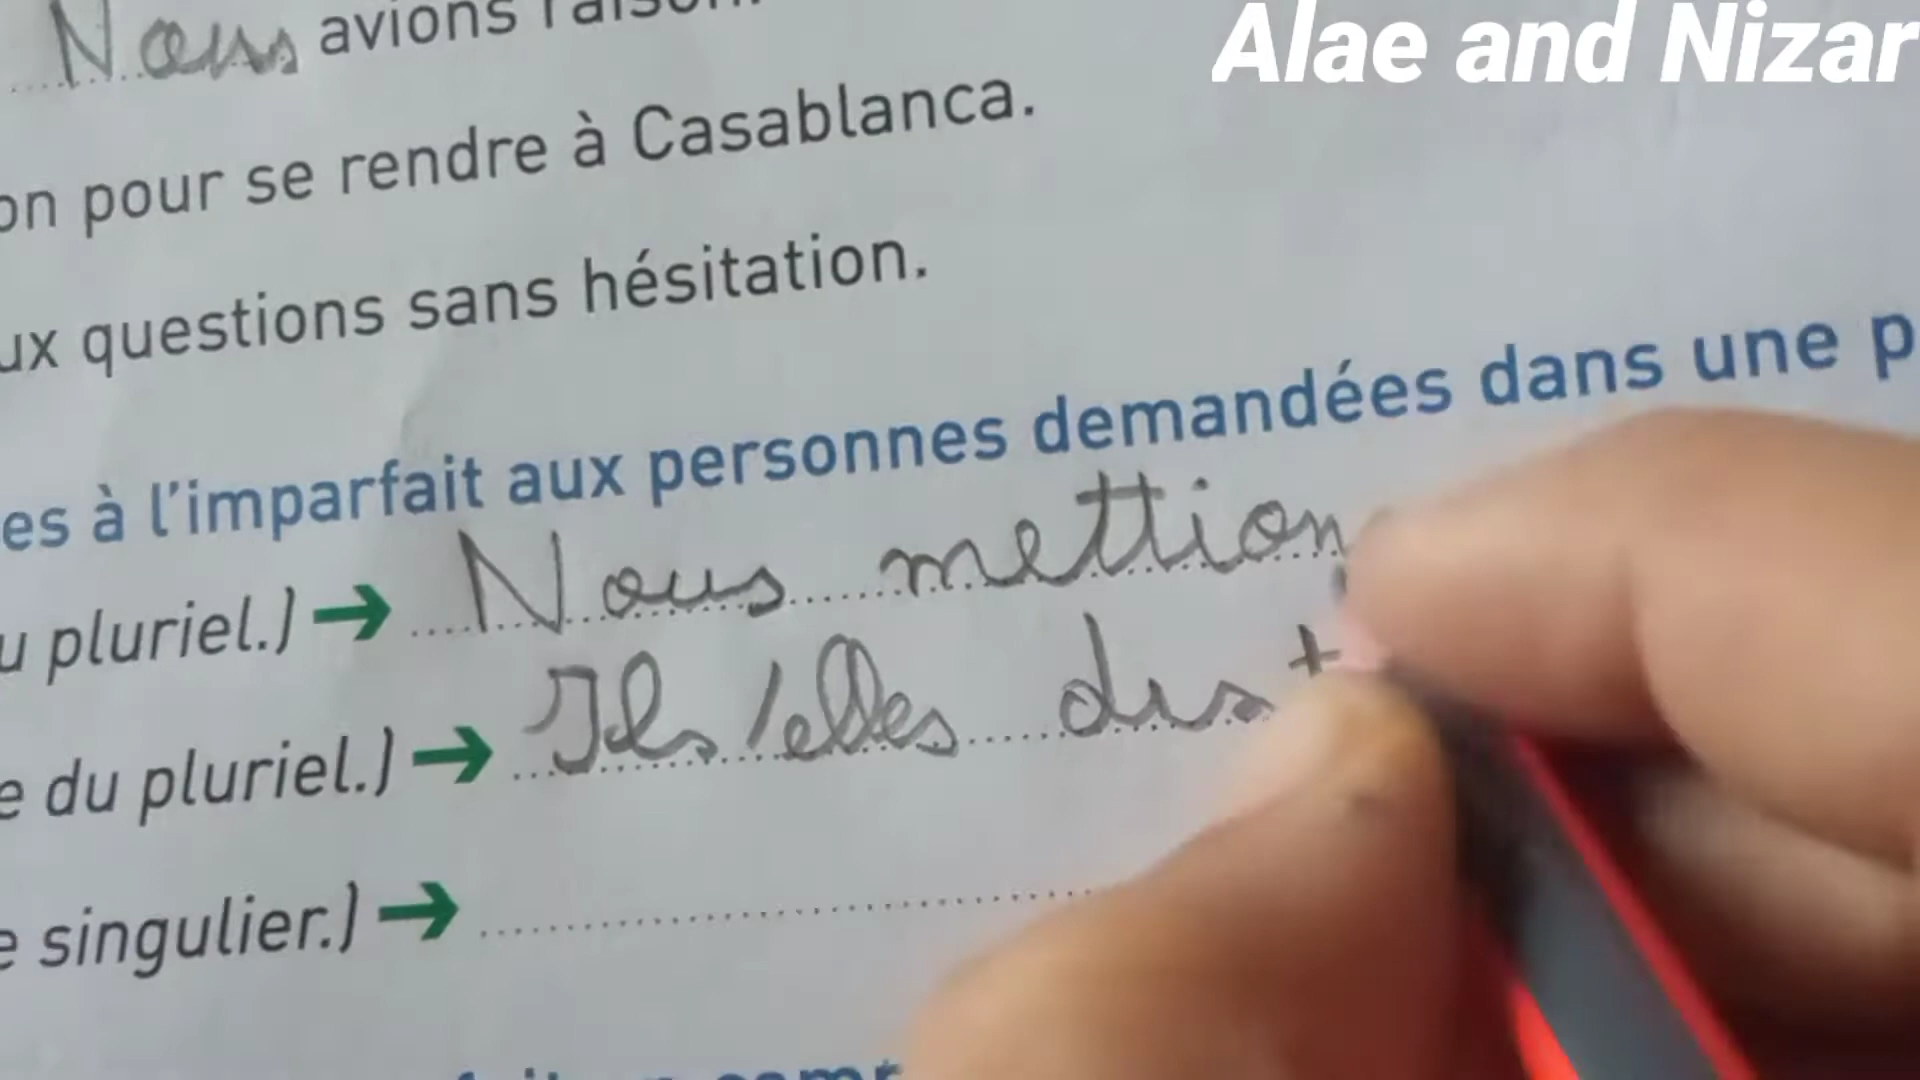 Alae and Nizar
Nous avions raison.
on pour se rendre à Casablanca.
ux questions sans hésitation.
es à l'imparfait aux personnes demandées dans une p
u pluriel.) → Nous mettion
e du pluriel.) → Ils/elles dis t
e singulier.) →